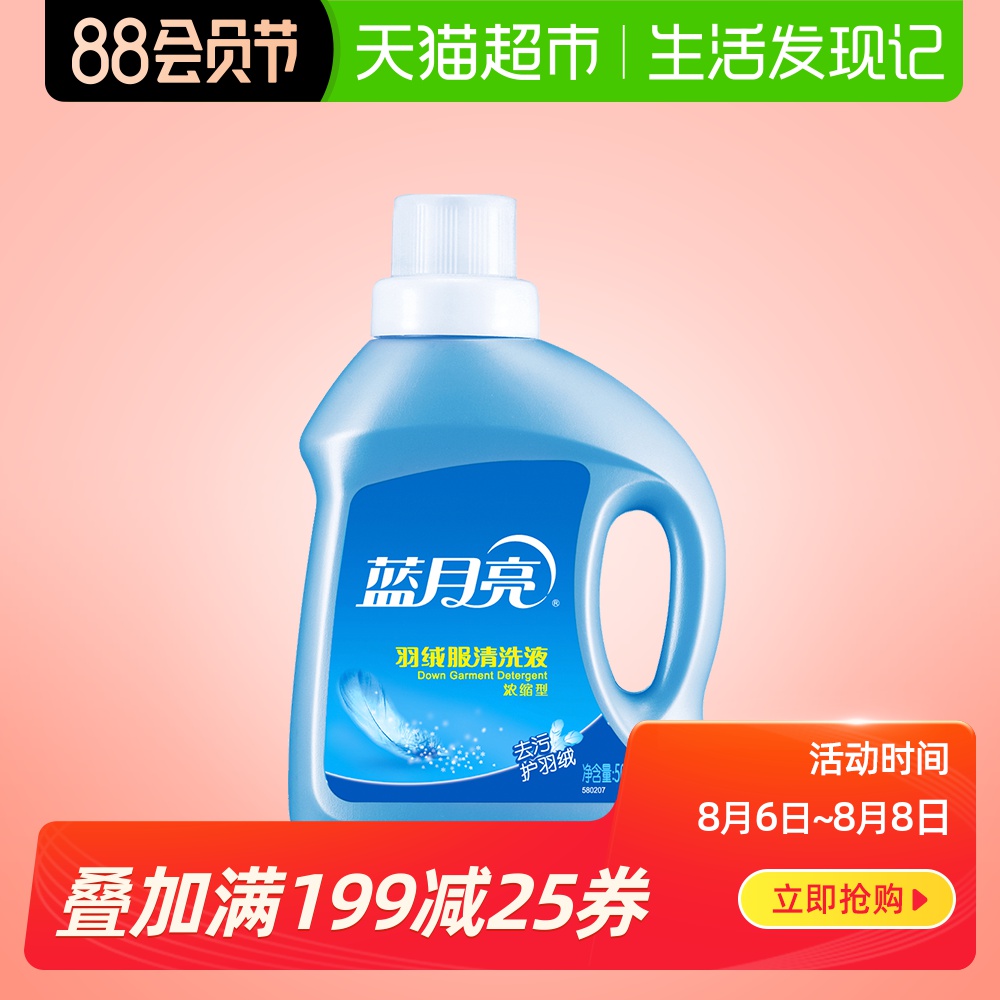 88会员节
天猫超市 | 生活发现记
蓝月亮®
羽绒服清洗液
Down Garment Detergent
浓缩型
去污
护羽绒
净含量:
580207
活动时间
8月6日~8月8日
叠加满199减25券
立即抢购